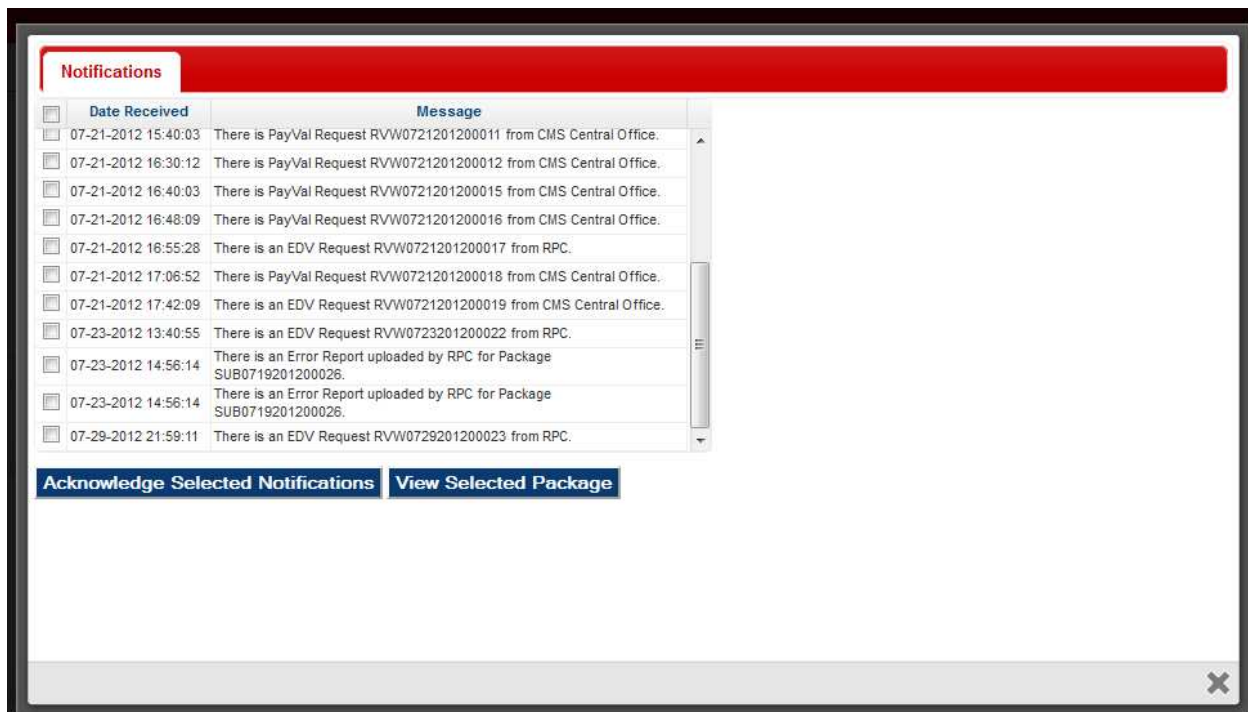 Notifications
Date Received Message
07-21-2012 15:40:03 There is PayVal Request RVW0721201200011 from CMS Central Office.
07-21-2012 16:30:12 There is PayVal Request RVW0721201200012 from CMS Central Office.
07-21-2012 16:40:03 There is PayVal Request RVW0721201200015 from CMS Central Office.
07-21-2012 16:48:09 There is PayVal Request RVW0721201200016 from CMS Central Office.
07-21-2012 16:55:28 There is an EDV Request RVW0721201200017 from RPC.
07-21-2012 17:06:52 There is PayVal Request RVW0721201200018 from CMS Central Office.
07-21-2012 17:42:09 There is an EDV Request RVW0721201200019 from CMS Central Office.
07-23-2012 13:40:55 There is an EDV Request RVW0723201200022 from RPC.
07-23-2012 14:56:14 There is an Error Report uploaded by RPC for Package
SUB0719201200026.
07-23-2012 14:56:14 There is an Error Report uploaded by RPC for Package
SUB0719201200026.
07-29-2012 21:59:11 There is an EDV Request RVW0729201200023 from RPC.
Acknowledge Selected Notifications View Selected Package